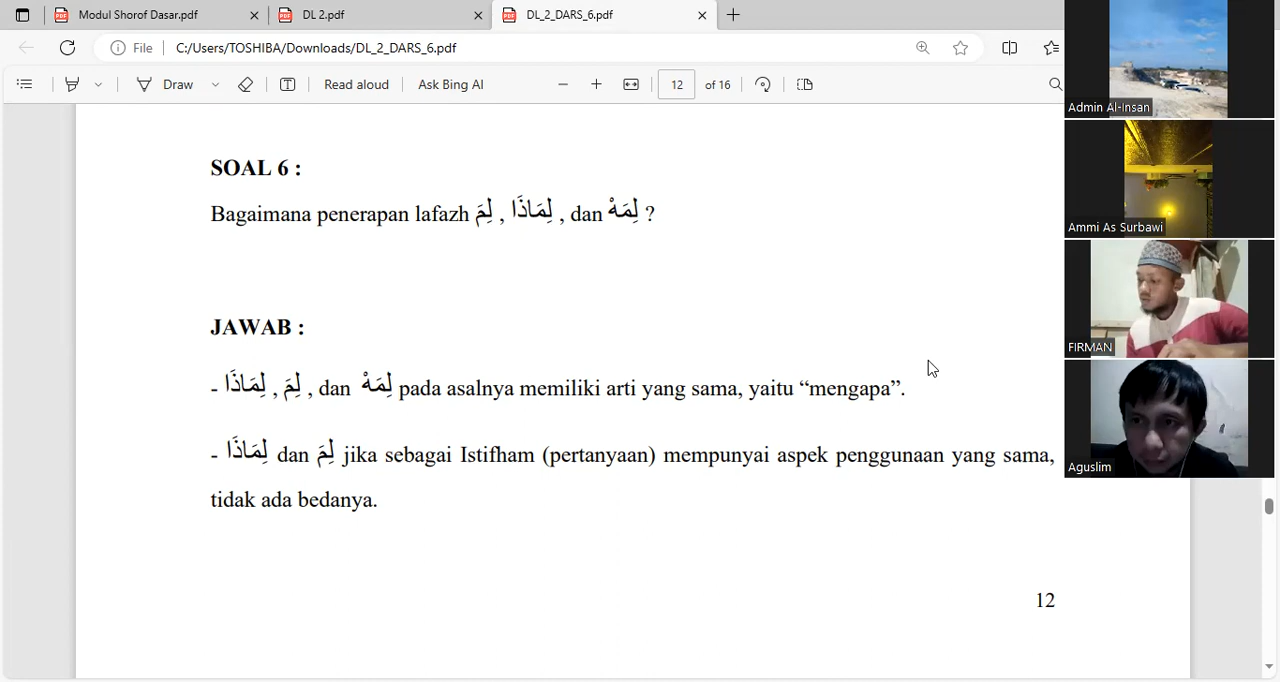 Modul Shorof Dasar.pdf
DL 2.pdf
DL_2_DARS_6.pdf
File
C:/Users/TOSHIBA/Downloads/DL_2_DARS_6.pdf
Draw
Read aloud
Ask Bing AI
12
of 16
SOAL 6 :
Bagaimana penerapan lafazh لِمَ , لِمَاذَا , dan لِمَهْ ?
JAWAB :
- لِمَاذَا , لِمَ , dan لِمَهْ pada asalnya memiliki arti yang sama, yaitu “mengapa”.
- لِمَاذَا dan لِمَ jika sebagai Istifham (pertanyaan) mempunyai aspek penggunaan yang sama,
tidak ada bedanya.
12
Admin Al-Insan
Ammi As Surbawi
FIRMAN
Aguslim